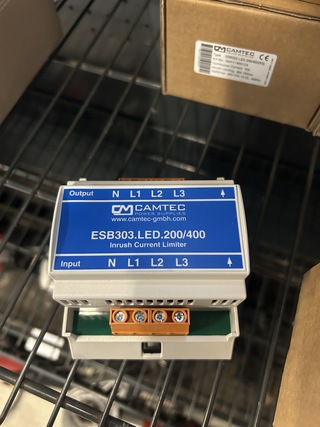 CAMTEC
Output N L1 L2 L3
CAMTEC
POWER SUPPLIES
www.camtec-gmbh.com
ESB303.LED.200/400
Inrush Current Limiter
Input N L1 L2 L3